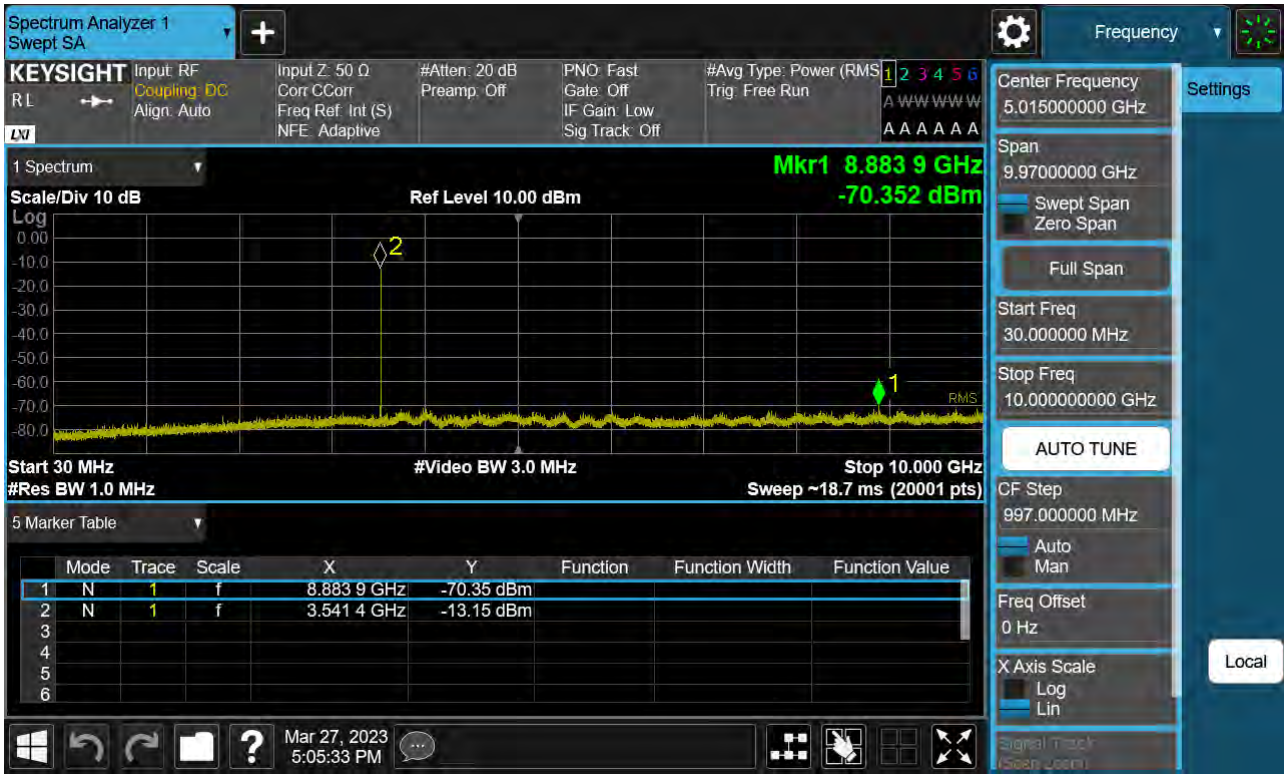 Spectrum Analyzer 1
Swept SA
Frequency
KEYSIGHT
RL
LXI
Input: RF
Coupling: DC
Align: Auto
Input Z: 50 Ω
Corr CCorr
Freq Ref: Int (S)
NFE: Adaptive
#Atten: 20 dB
Preamp: Off
PNO: Fast
Gate: Off
IF Gain: Low
Sig Track: Off
#Avg Type: Power (RMS
Trig: Free Run
1 2 3 4 5 6
A W W W W W
A A A A A A
1 Spectrum
Scale/Div 10 dB
Ref Level 10.00 dBm
Mkr1 8.883 9 GHz
-70.352 dBm
Log
0.00
-10.0
-20.0
-30.0
-40.0
-50.0
-60.0
-70.0
-80.0
2
1
RMS
Start 30 MHz
#Video BW 3.0 MHz
Stop 10.000 GHz
#Res BW 1.0 MHz
Sweep ~18.7 ms (20001 pts)
5 Marker Table
Mode Trace Scale X Y Function Function Width Function Value
1 N 1 f 8.883 9 GHz -70.35 dBm
2 N 1 f 3.541 4 GHz -13.15 dBm
3
4
5
6
Mar 27, 2023
5:05:33 PM
Center Frequency
5.015000000 GHz
Span
9.97000000 GHz
Swept Span
Zero Span
Full Span
Start Freq
30.000000 MHz
Stop Freq
10.000000000 GHz
AUTO TUNE
CF Step
997.000000 MHz
Auto
Man
Freq Offset
0 Hz
X Axis Scale
Log
Lin
Signal Track
(Span Zoom)
Settings
Local